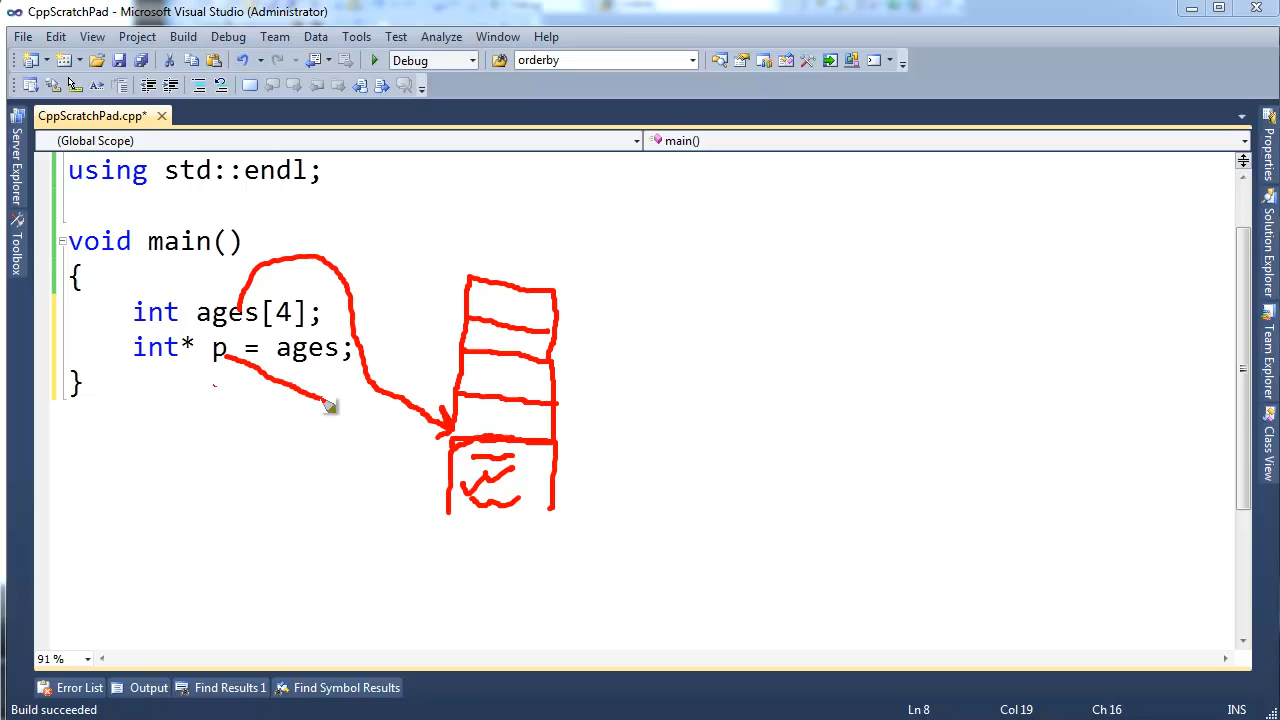 CppScratchPad - Microsoft Visual Studio (Administrator)
File Edit View Project Build Debug Team Data Tools Test Analyze Window Help
Debug orderby
CppScratchPad.cpp*
(Global Scope) main()
using std::endl;
void main()
{
int ages[4];
int* p = ages;
}
Server Explorer
Toolbox
Properties
Solution Explorer
Team Explorer
Class View
91 %
Error List Output Find Results 1 Find Symbol Results
Build succeeded Ln 8 Col 19 Ch 16 INS